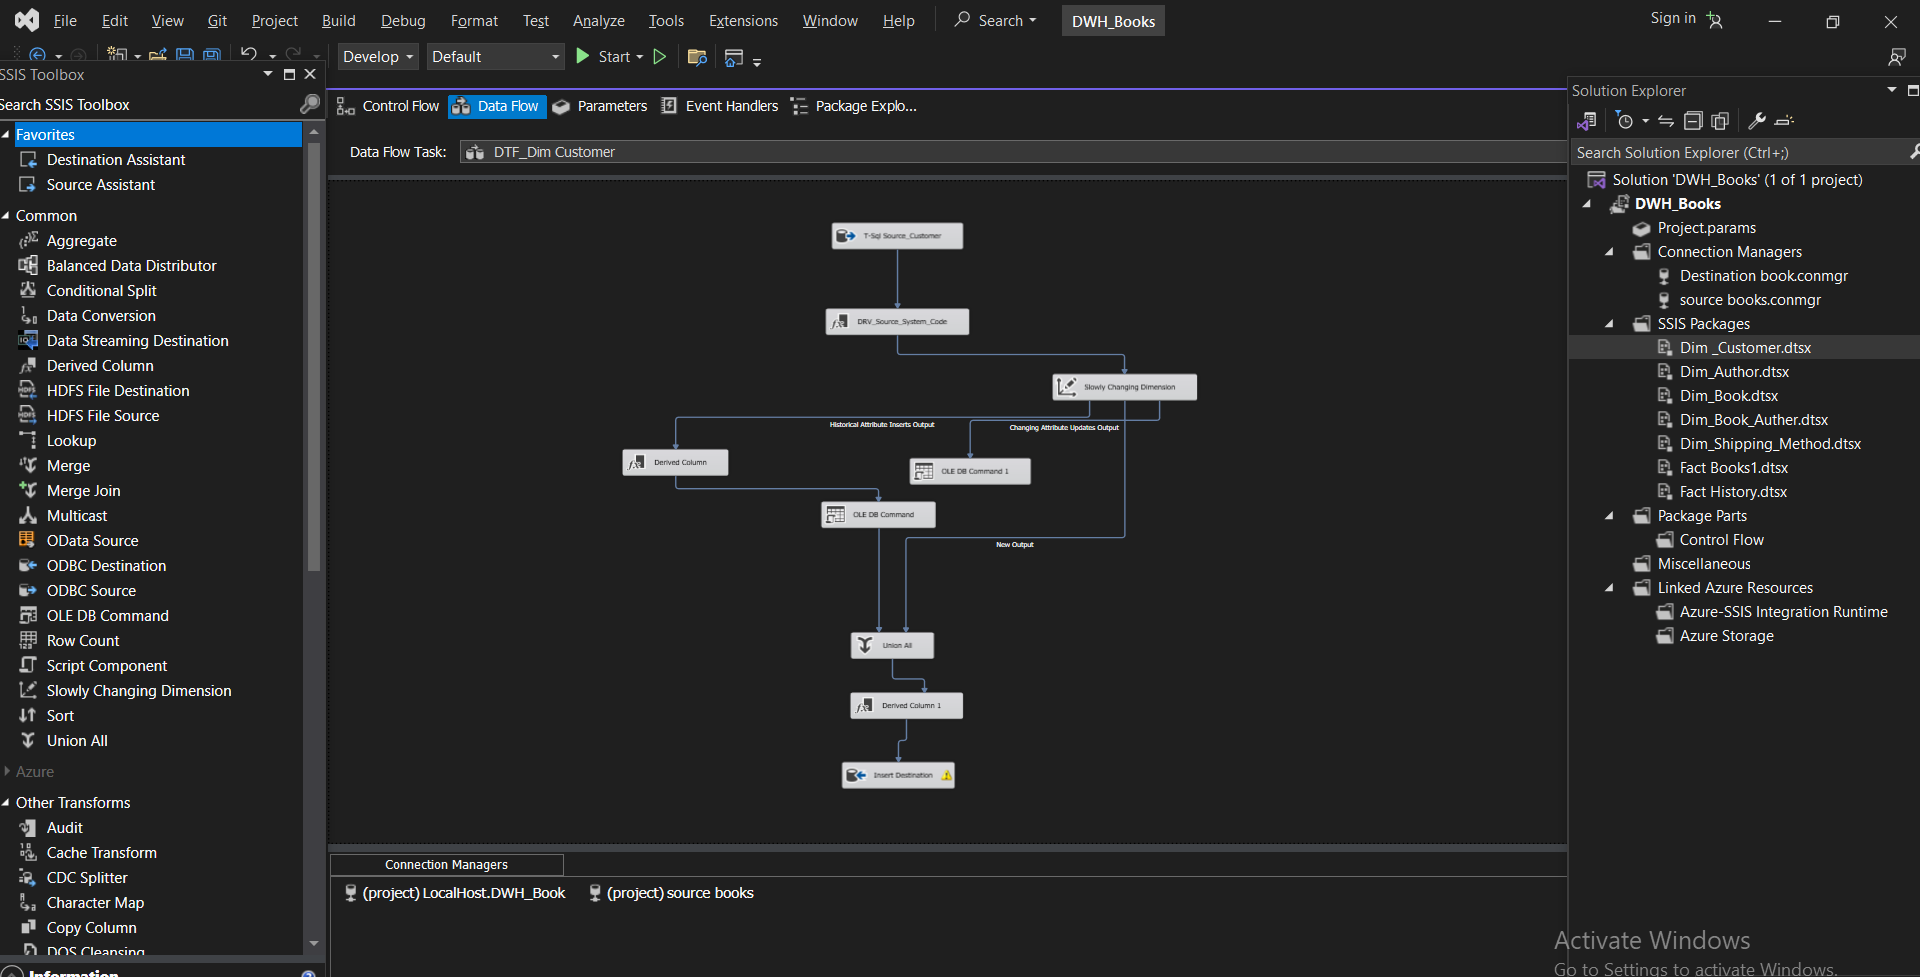 File Edit View Git Project Build Debug Format Test Analyze Tools Extensions Window Help Search DWH_Books Sign in
Develop Default Start
SSIS Toolbox
Search SSIS Toolbox
Favorites
Destination Assistant
Source Assistant
Common
Aggregate
Balanced Data Distributor
Conditional Split
Data Conversion
Data Streaming Destination
Derived Column
HDFS File Destination
HDFS File Source
Lookup
Merge
Merge Join
Multicast
OData Source
ODBC Destination
ODBC Source
OLE DB Command
Row Count
Script Component
Slowly Changing Dimension
Sort
Union All
Azure
Other Transforms
Audit
Cache Transform
CDC Splitter
Character Map
Copy Column
DQS Cleansing
Information
Control Flow Data Flow Parameters Event Handlers Package Explo...
Data Flow Task: DTF_Dim Customer
T-Sql Source_Customer
DRV_Source_System_Code
Slowly Changing Dimension
Historical Attribute Inserts Output
Changing Attribute Updates Output
Derived Column
OLE DB Command 1
OLE DB Command
New Output
Union All
Derived Column 1
Insert Destination
Connection Managers
(project) LocalHost.DWH_Book (project) source books
Solution Explorer
Search Solution Explorer (Ctrl+;)
Solution 'DWH_Books' (1 of 1 project)
DWH_Books
Project.params
Connection Managers
Destination book.conmgr
source books.conmgr
SSIS Packages
Dim _Customer.dtsx
Dim_Author.dtsx
Dim_Book.dtsx
Dim_Book_Auther.dtsx
Dim_Shipping_Method.dtsx
Fact Books1.dtsx
Fact History.dtsx
Package Parts
Control Flow
Miscellaneous
Linked Azure Resources
Azure-SSIS Integration Runtime
Azure Storage
Activate Windows
Go to Settings to activate Windows.